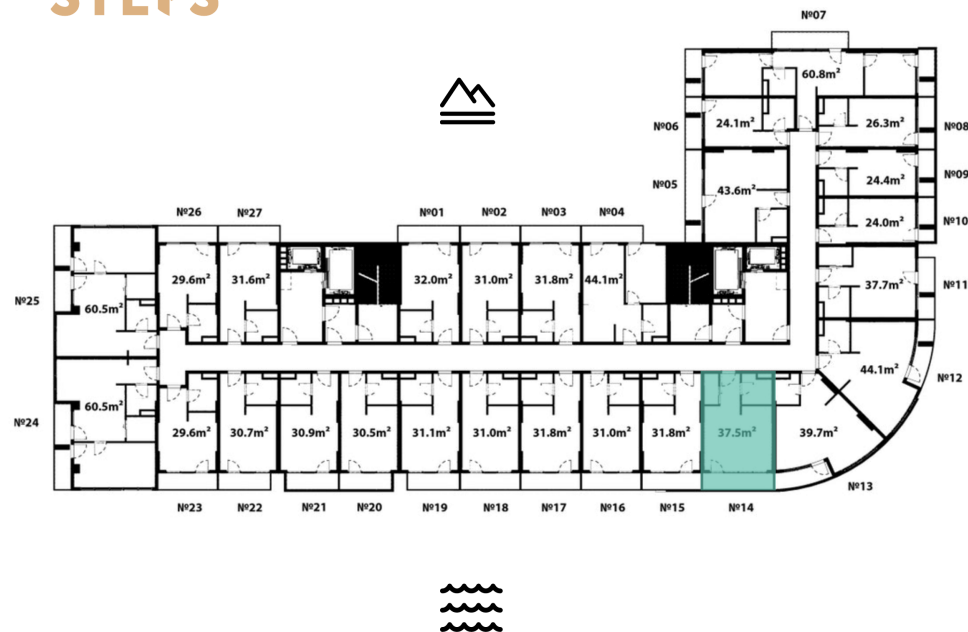 STEPS
№07
60.8m²
№06
24.1m²
26.3m²
№08
№05
43.6m²
24.4m²
№09
24.0m²
№10
№26
№27
№01
№02
№03
№04
29.6m²
31.6m²
32.0m²
31.0m²
31.8m²
44.1m²
37.7m²
№11
№25
60.5m²
44.1m²
№12
№24
60.5m²
29.6m²
30.7m²
30.9m²
30.5m²
31.1m²
31.0m²
31.8m²
31.0m²
31.8m²
37.5m²
39.7m²
№13
№23
№22
№21
№20
№19
№18
№17
№16
№15
№14